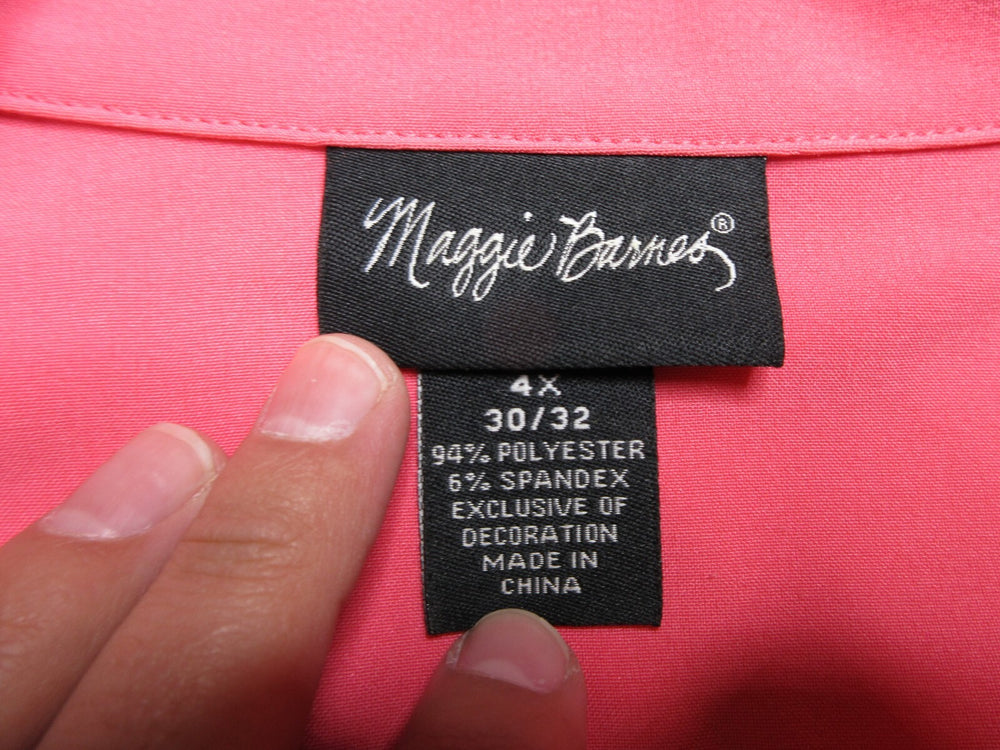 Maggie Barnes®
4X
30/32
94% POLYESTER
6% SPANDEX
EXCLUSIVE OF
DECORATION
MADE IN
CHINA